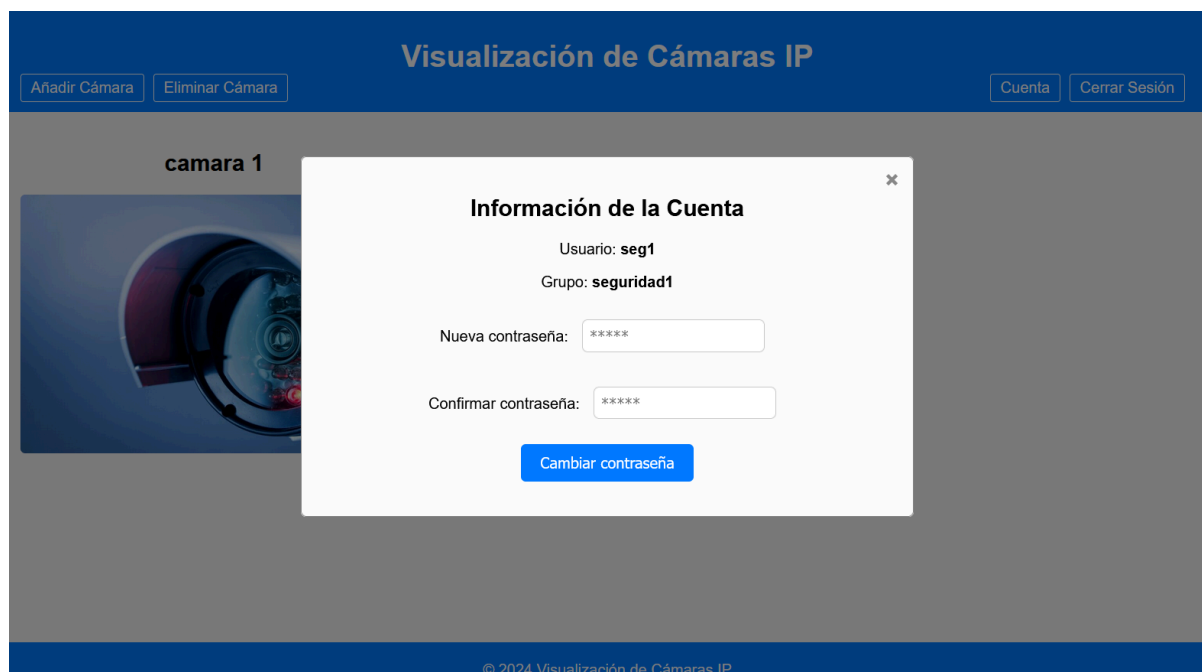 Visualización de Cámaras IP
Añadir Cámara Eliminar Cámara Cuenta Cerrar Sesión
camara 1
✖
Información de la Cuenta
Usuario: seg1
Grupo: seguridad1
Nueva contraseña: *****
Confirmar contraseña: *****
Cambiar contraseña
© 2024 Visualización de Cámaras IP